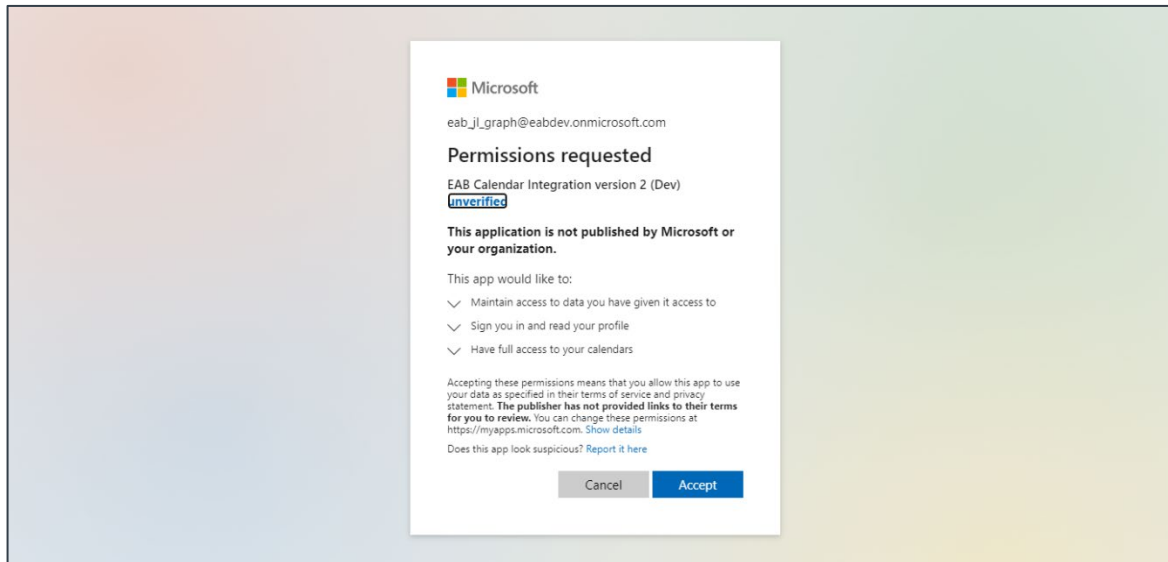 Microsoft
eab_jl_graph@eabdev.onmicrosoft.com
Permissions requested
EAB Calendar Integration version 2 (Dev)
unverified
This application is not published by Microsoft or
your organization.
This app would like to:
Maintain access to data you have given it access to
Sign you in and read your profile
Have full access to your calendars
Accepting these permissions means that you allow this app to use
your data as specified in their terms of service and privacy
statement. The publisher has not provided links to their terms
for you to review. You can change these permissions at
https://myapps.microsoft.com. Show details
Does this app look suspicious? Report it here
Cancel Accept